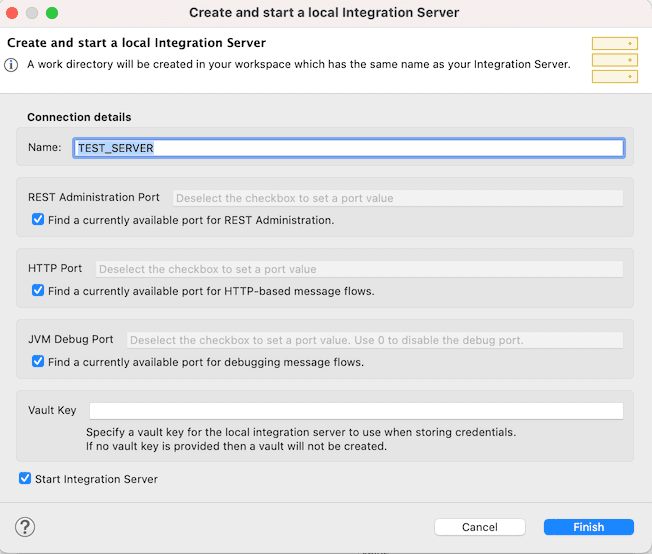 Create and start a local Integration Server
Create and start a local Integration Server
A work directory will be created in your workspace which has the same name as your Integration Server.
Connection details
Name: TEST_SERVER
REST Administration Port Deselect the checkbox to set a port value
Find a currently available port for REST Administration.
HTTP Port Deselect the checkbox to set a port value
Find a currently available port for HTTP-based message flows.
JVM Debug Port Deselect the checkbox to set a port value. Use 0 to disable the debug port.
Find a currently available port for debugging message flows.
Vault Key
Specify a vault key for the local integration server to use when storing credentials.
If no vault key is provided then a vault will not be created.
Start Integration Server
? Cancel Finish